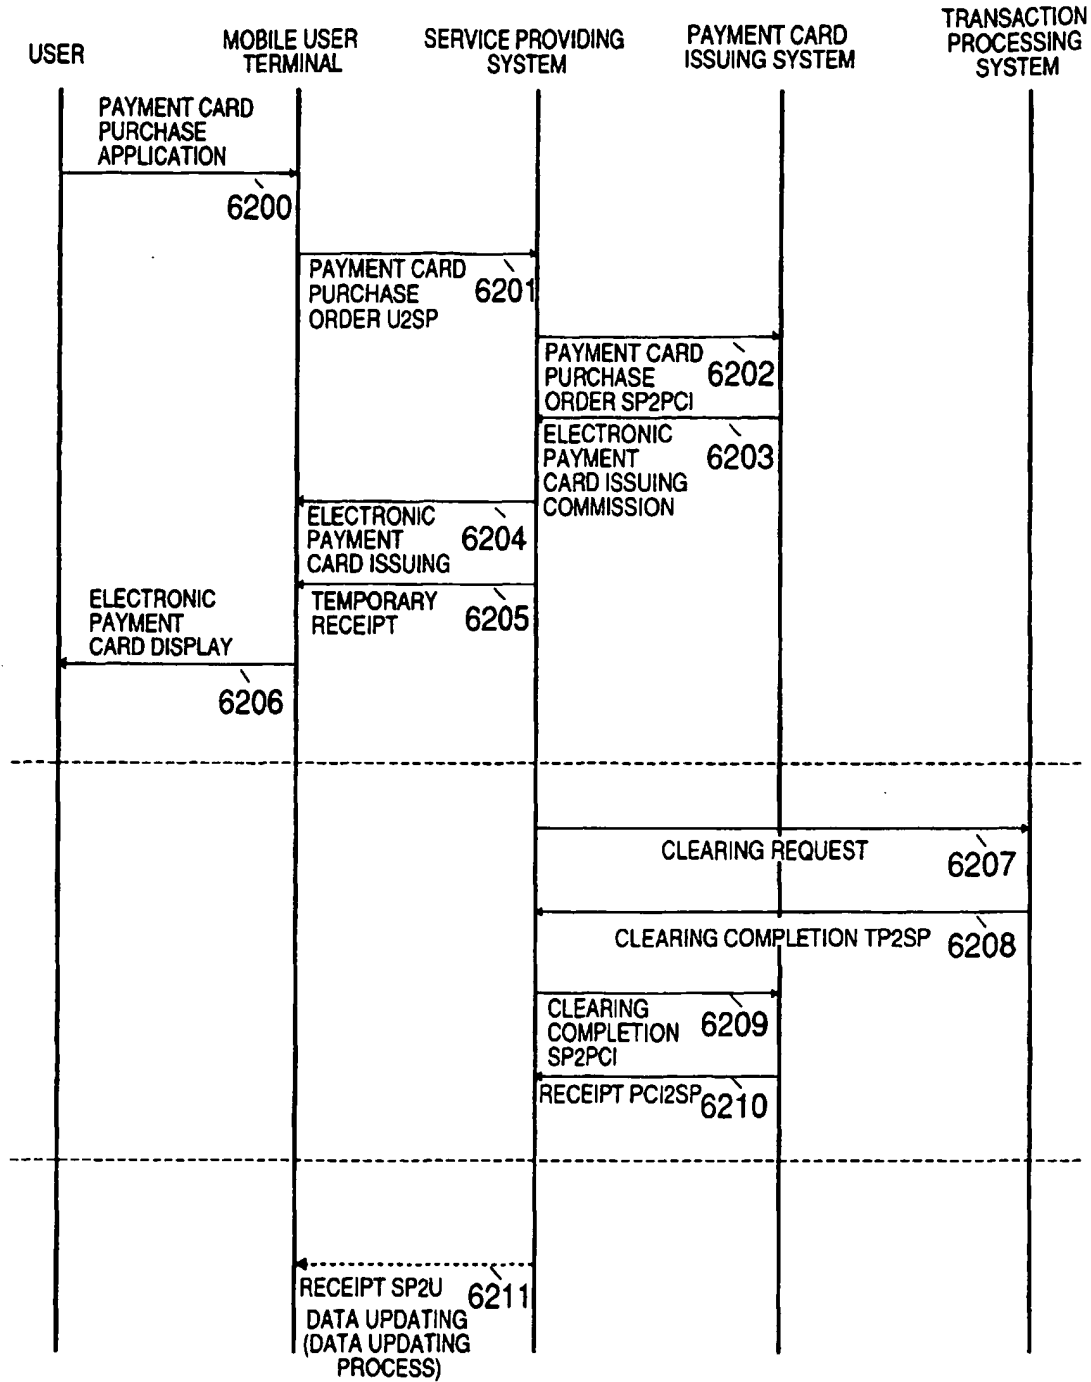 USER
MOBILE USER
TERMINAL
SERVICE PROVIDING
SYSTEM
PAYMENT CARD
ISSUING SYSTEM
TRANSACTION
PROCESSING
SYSTEM
PAYMENT CARD
PURCHASE
APPLICATION
6200
PAYMENT CARD
PURCHASE
ORDER U2SP
6201
PAYMENT CARD
PURCHASE
ORDER SP2PCI
6202
ELECTRONIC
PAYMENT
CARD ISSUING
COMMISSION
6203
ELECTRONIC
PAYMENT
CARD ISSUING
6204
TEMPORARY
RECEIPT
6205
ELECTRONIC
PAYMENT
CARD DISPLAY
6206
CLEARING REQUEST
6207
CLEARING COMPLETION TP2SP
6208
CLEARING
COMPLETION
SP2PCI
6209
RECEIPT PCI2SP
6210
RECEIPT SP2U
6211
DATA UPDATING
(DATA UPDATING
PROCESS)